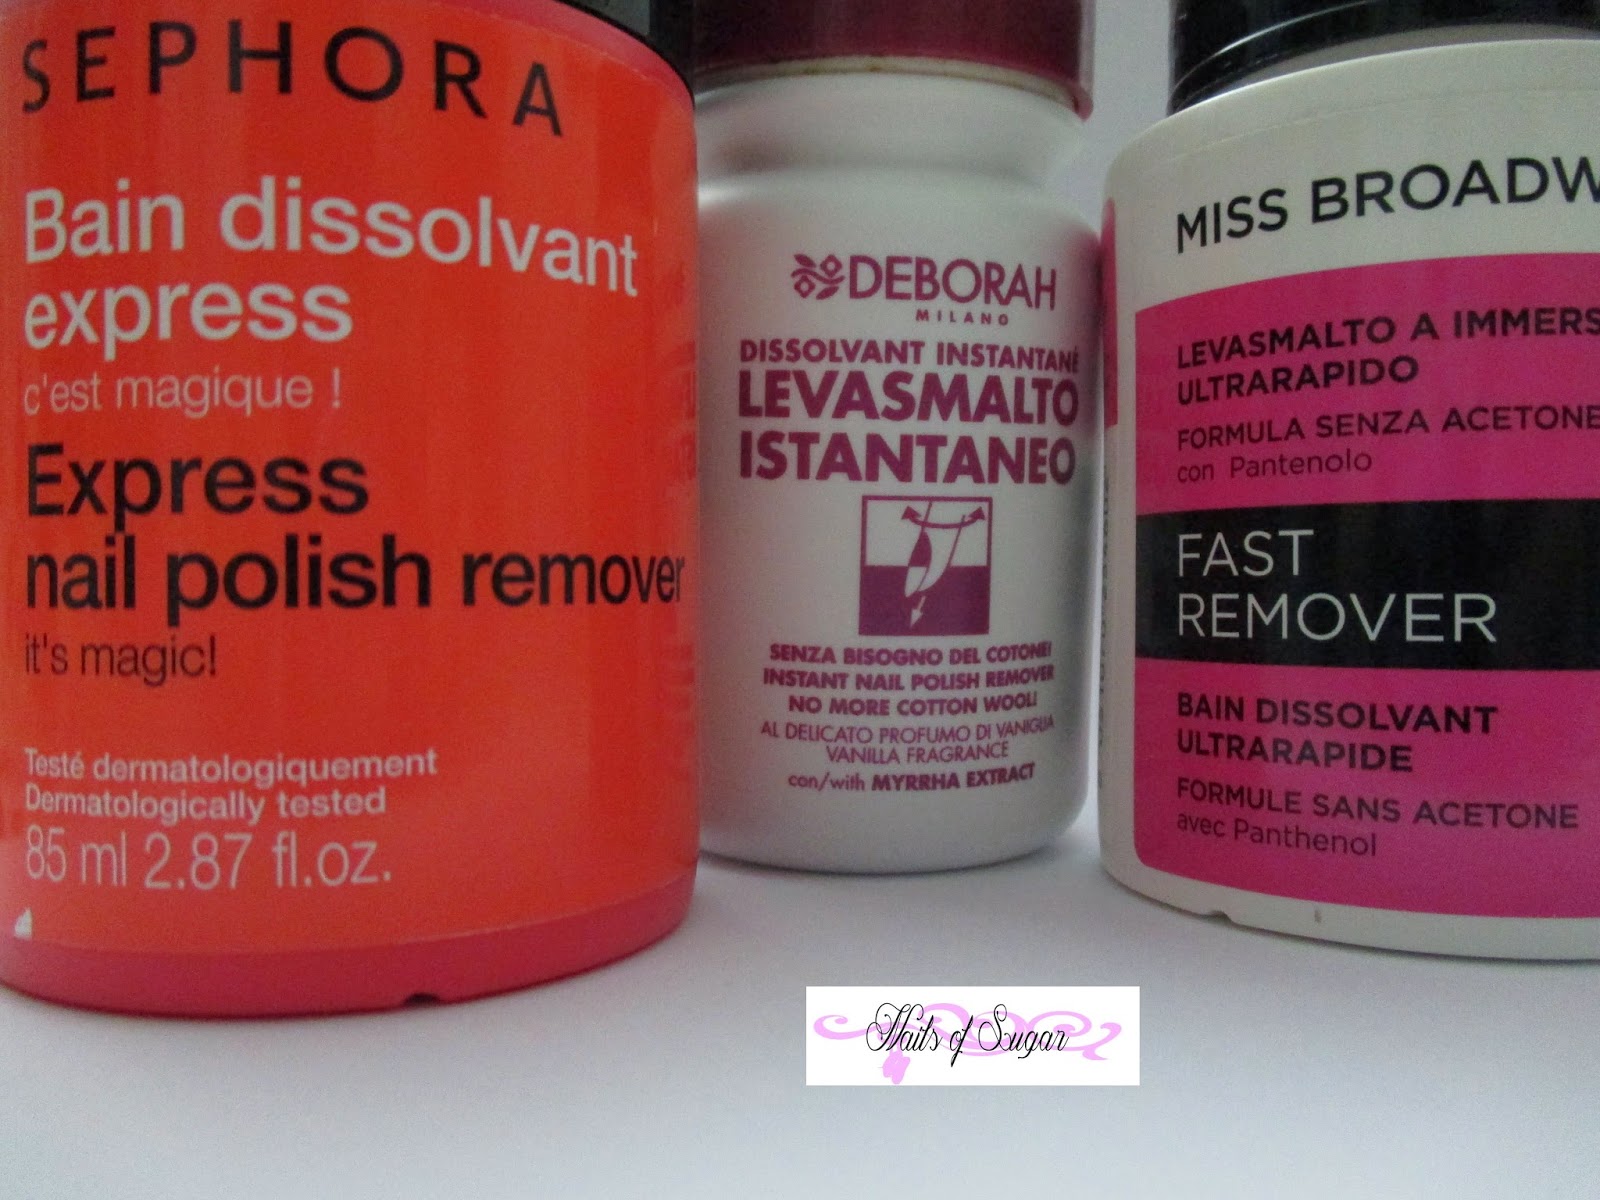 SEPHORA
Bain dissolvant
express
c'est magique !
Express
nail polish remover
it's magic!
Testé dermatologiquement
Dermatologically tested
85 ml 2.87 fl.oz.
DEBORAH
MILANO
DISSOLVANT INSTANTANÉ
LEVASMALTO
ISTANTANEO
SENZA BISOGNO DEL COTONE!
INSTANT NAIL POLISH REMOVER
NO MORE COTTON WOOL!
AL DELICATO PROFUMO DI VANIGLIA
VANILLA FRAGRANCE
con/with MYRRHA EXTRACT
MISS BROADW
LEVASMALTO A IMMERS
ULTRARAPIDO
FORMULA SENZA ACETONE
con Pantenolo
FAST
REMOVER
BAIN DISSOLVANT
ULTRARAPIDE
FORMULE SANS ACETONE
avec Panthenol
Nails of Sugar